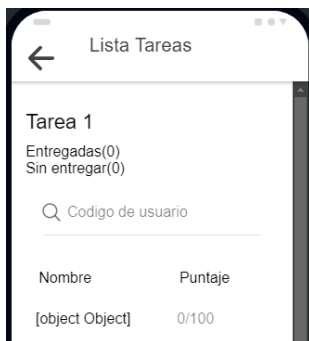 Lista Tareas
Tarea 1
Entregadas(0)
Sin entregar(0)
Codigo de usuario
Nombre Puntaje
[object Object] 0/100